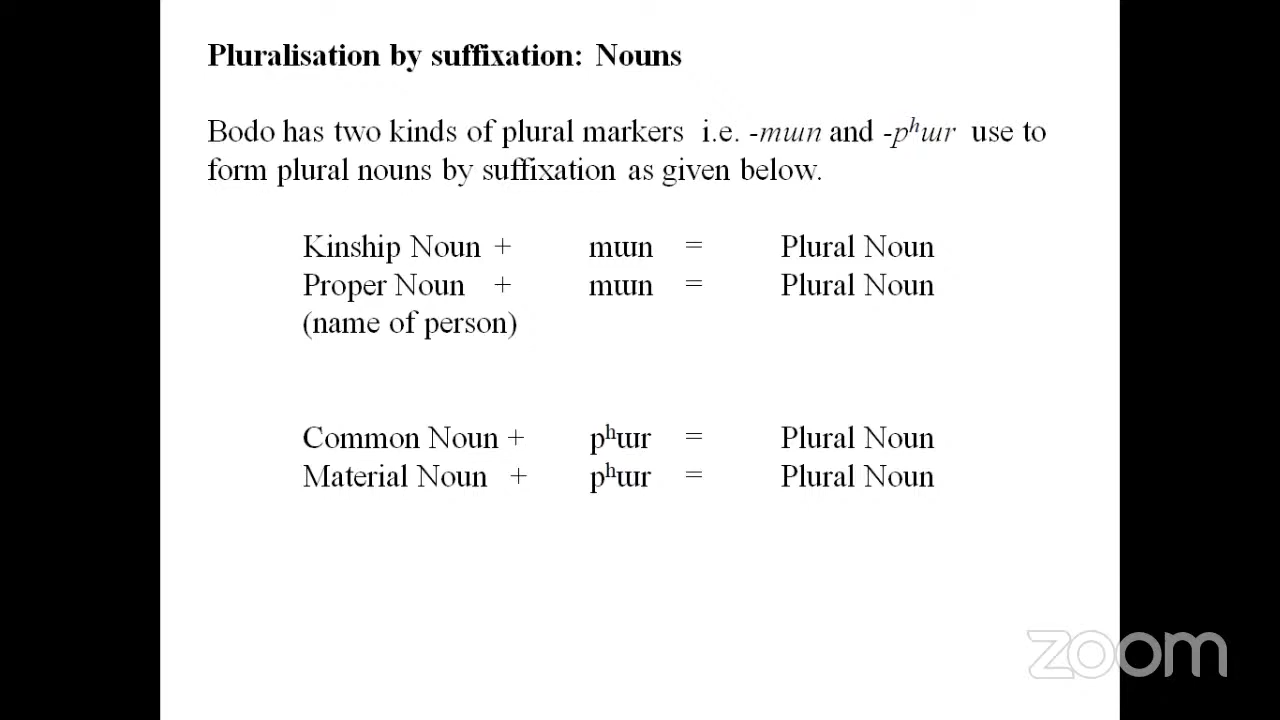 Pluralisation by suffixation: Nouns
Bodo has two kinds of plural markers i.e. -mɯn and -pʰɯr use to
form plural nouns by suffixation as given below.
Kinship Noun + mɯn = Plural Noun
Proper Noun + mɯn = Plural Noun
(name of person)
Common Noun + pʰɯr = Plural Noun
Material Noun + pʰɯr = Plural Noun
zoom